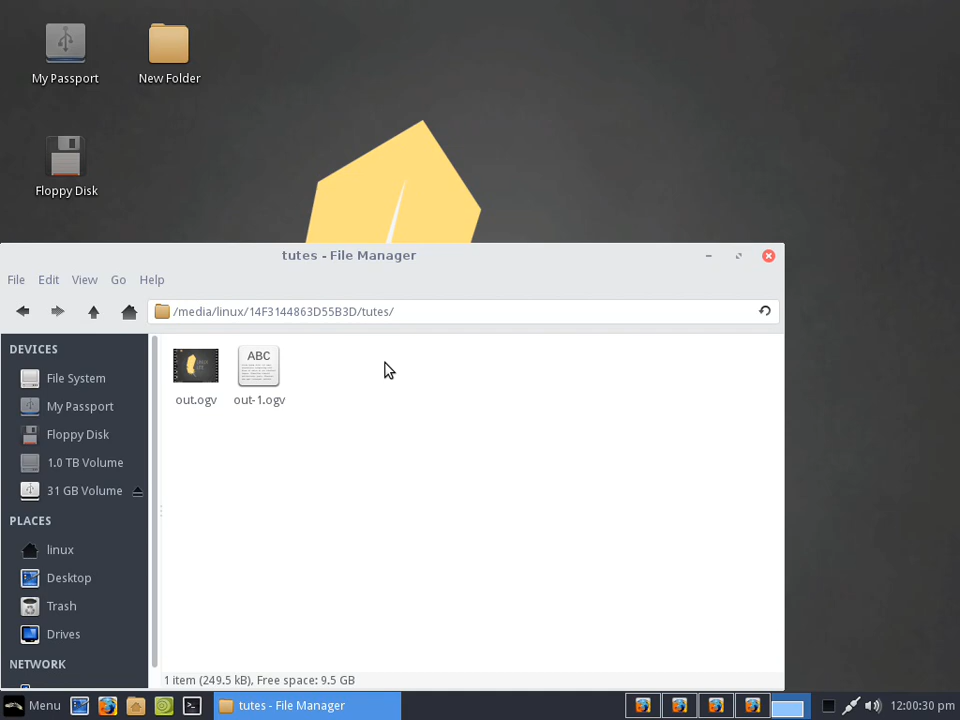 My Passport
New Folder
Floppy Disk
tutes - File Manager
File Edit View Go Help
/media/linux/14F3144863D55B3D/tutes/
DEVICES
File System
My Passport
Floppy Disk
1.0 TB Volume
31 GB Volume
PLACES
linux
Desktop
Trash
Drives
NETWORK
ABC
out.ogv
out-1.ogv
1 item (249.5 kB), Free space: 9.5 GB
Menu
tutes - File Manager
12:00:30 pm